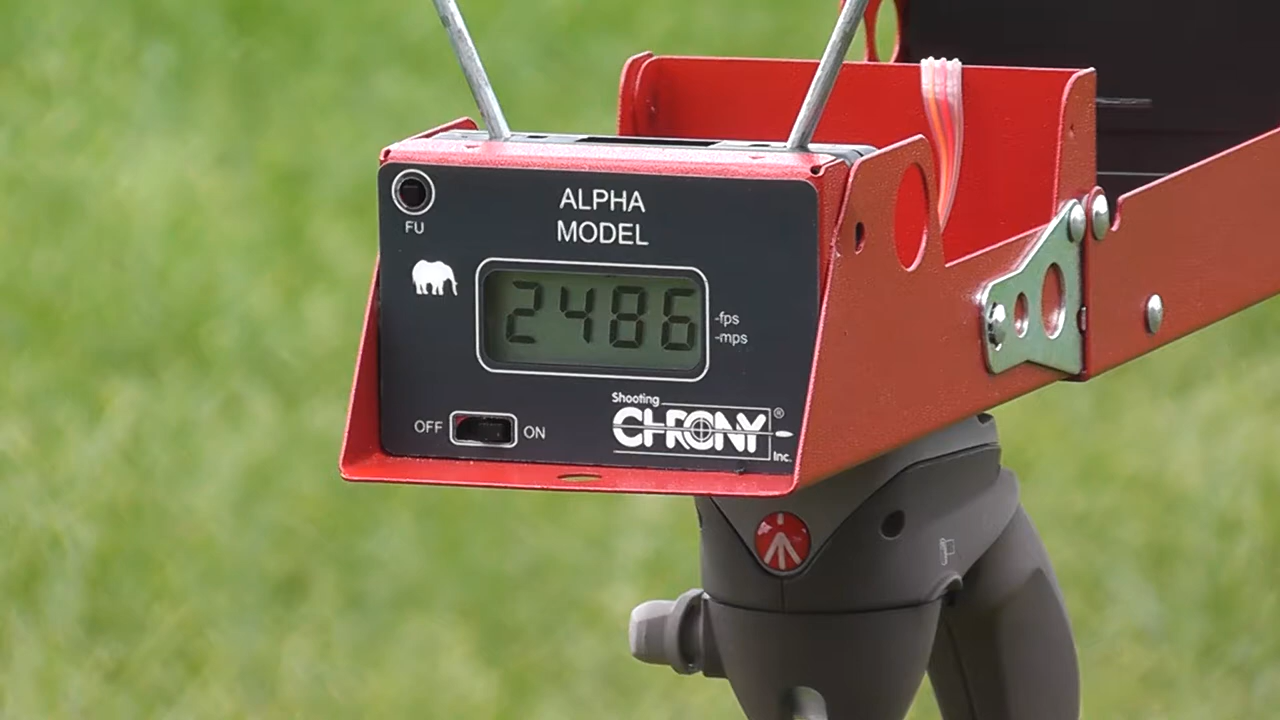 ALPHA
MODEL
FU
2486
-fps
-mps
Shooting
CHRONY®
Inc.
OFF ON